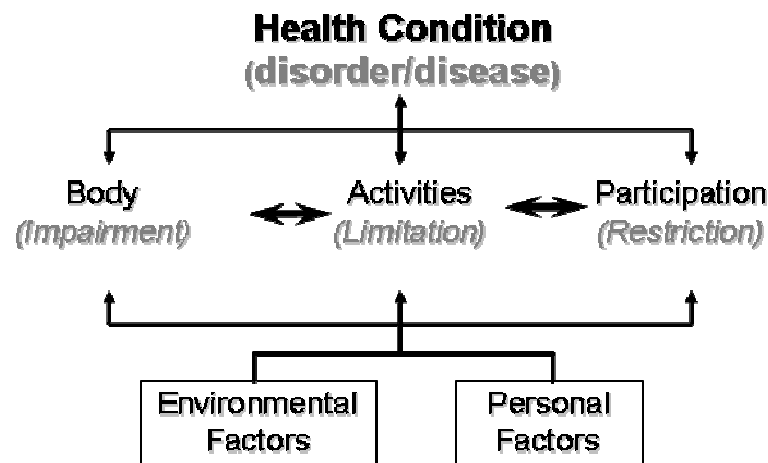 Health Condition
(disorder/disease)
Body
(Impairment)
Activities
(Limitation)
Participation
(Restriction)
Environmental
Factors
Personal
Factors